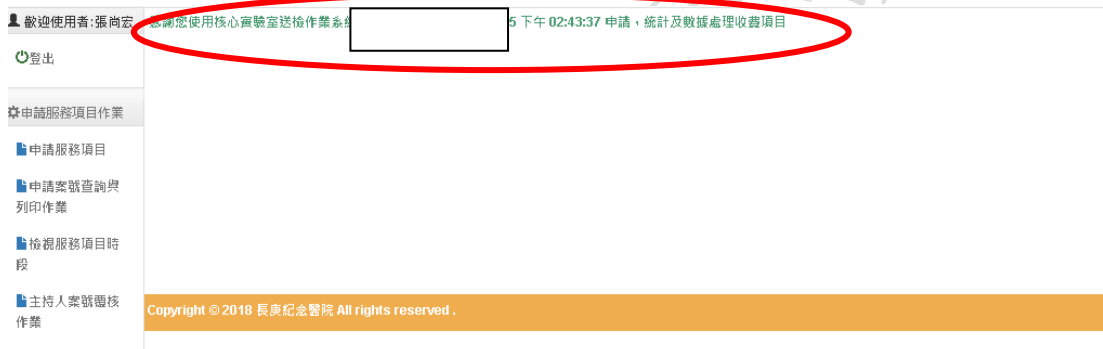 歡迎使用者:張尚宏
感謝您使用核心實驗室送檢作業系統
5 下午 02:43:37 申請，統計及數據處理收費項目
登出
申請服務項目作業
申請服務項目
申請案號查詢與
列印作業
檢視服務項目時
段
主持人案號覆核
作業
Copyright © 2018 長庚紀念醫院 All rights reserved .